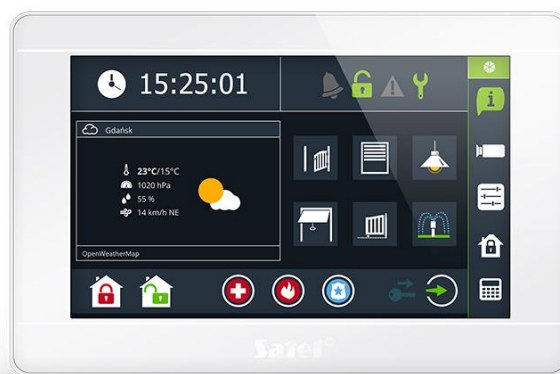 15:25:01
Gdańsk
23°C/15°C
1020 hPa
55 %
14 km/h NE
OpenWeatherMap
i
Satel®